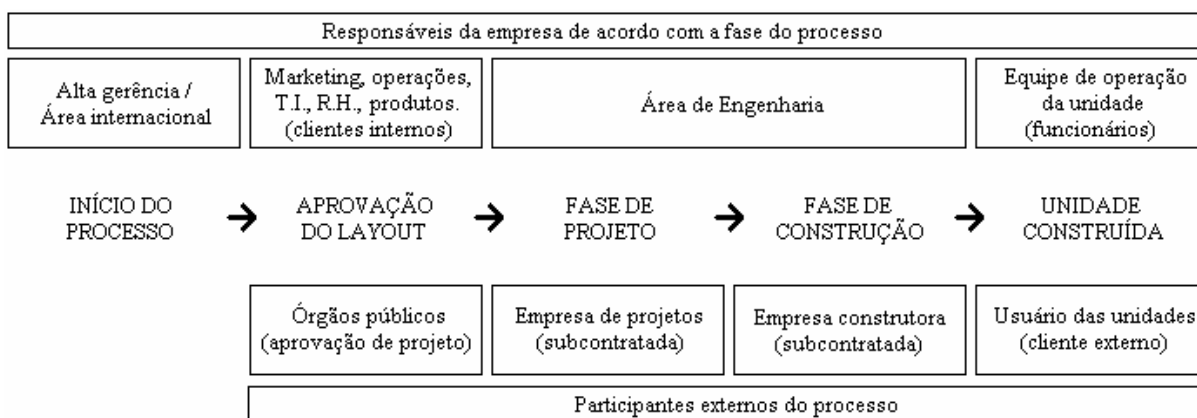 Responsáveis da empresa de acordo com a fase do processo
Alta gerência /
Área internacional
Marketing, operações,
T.I., R.H., produtos.
(clientes internos)
Área de Engenharia
Equipe de operação
da unidade
(funcionários)
INÍCIO DO
PROCESSO
APROVAÇÃO
DO LAYOUT
FASE DE
PROJETO
FASE DE
CONSTRUÇÃO
UNIDADE
CONSTRUÍDA
Órgãos públicos
(aprovação de projeto)
Empresa de projetos
(subcontratada)
Empresa construtora
(subcontratada)
Usuário das unidades
(cliente externo)
Participantes externos do processo